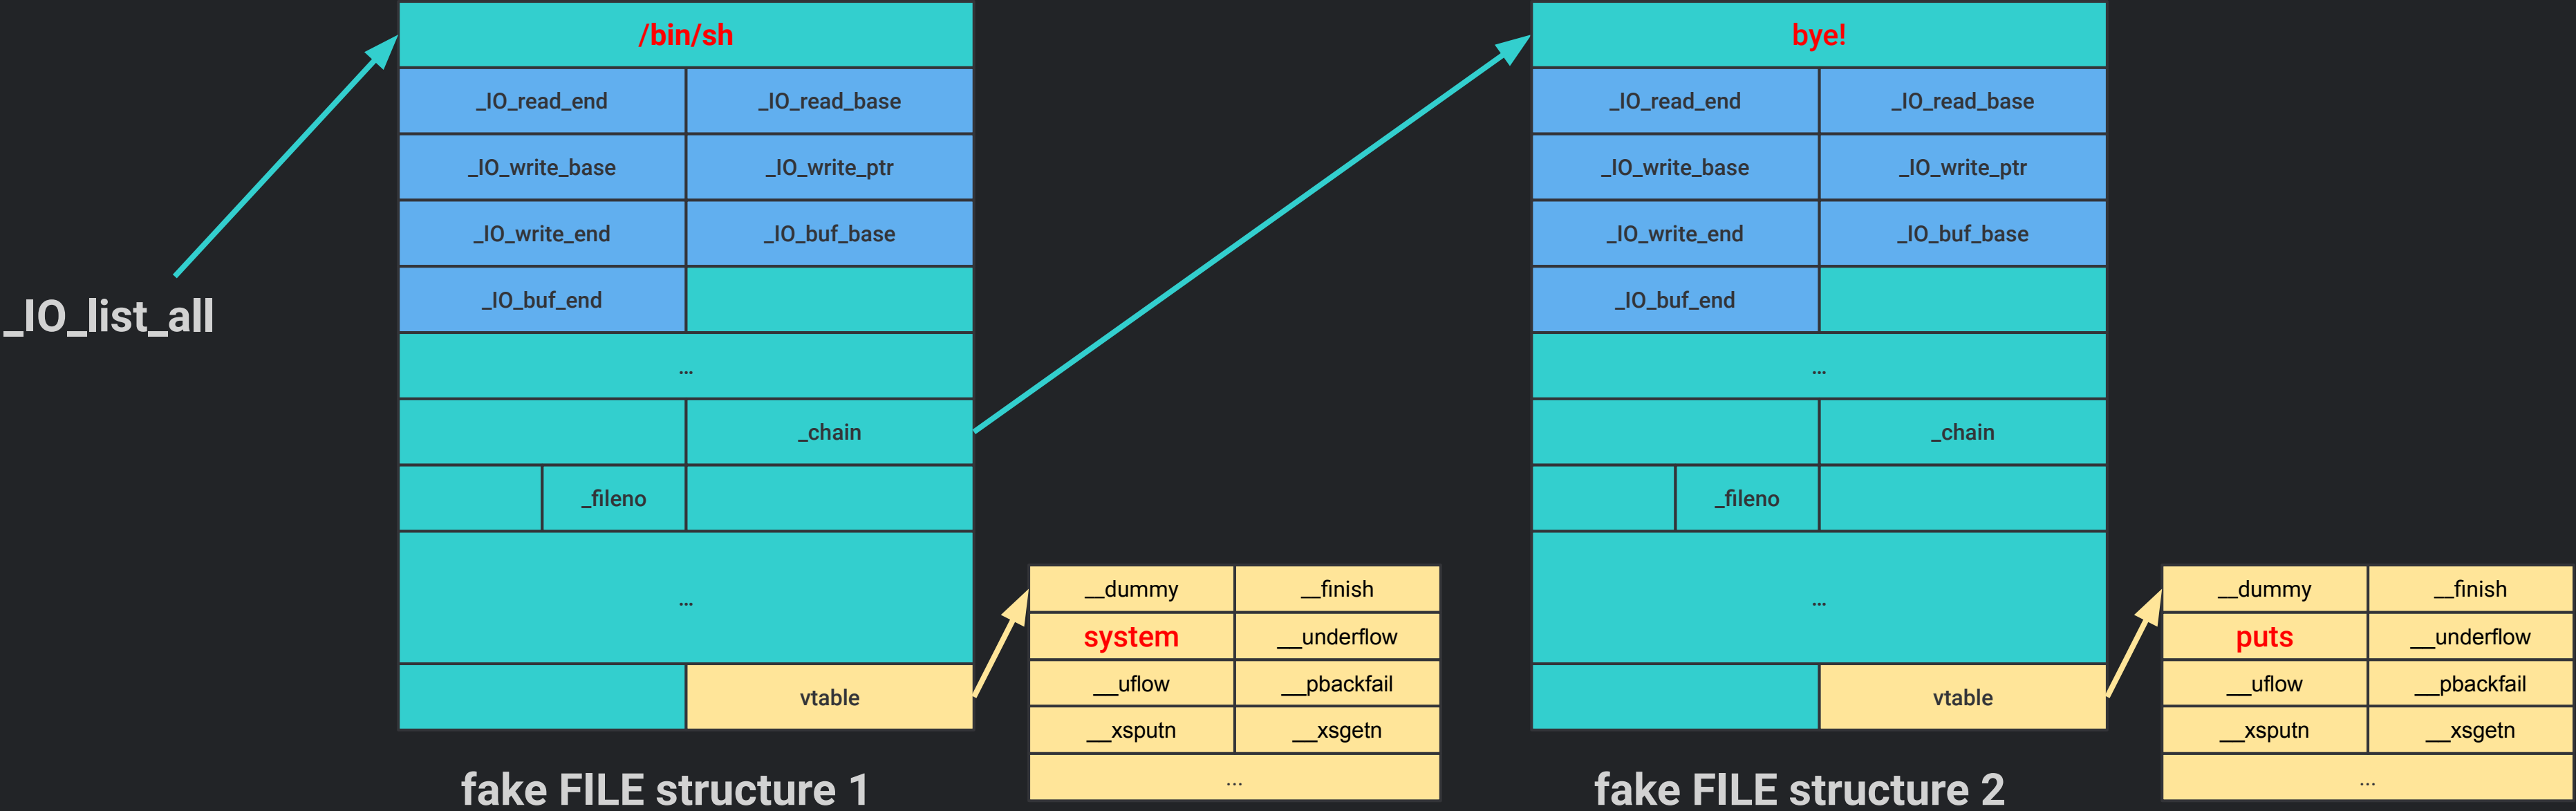 _IO_list_all
/bin/sh
_IO_read_end _IO_read_base
_IO_write_base _IO_write_ptr
_IO_write_end _IO_buf_base
_IO_buf_end
...
_chain
_fileno
...
vtable
fake FILE structure 1
__dummy __finish
system __underflow
__uflow __pbackfail
__xsputn __xsgetn
...
bye!
_IO_read_end _IO_read_base
_IO_write_base _IO_write_ptr
_IO_write_end _IO_buf_base
_IO_buf_end
...
_chain
_fileno
...
vtable
fake FILE structure 2
__dummy __finish
puts __underflow
__uflow __pbackfail
__xsputn __xsgetn
...